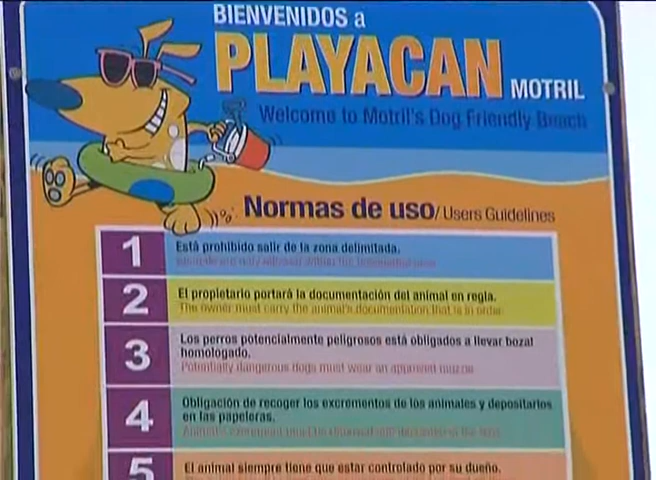 BIENVENIDOS a
PLAYACAN MOTRIL
Welcome to Motril's Dog Friendly Beach
Normas de uso/Users Guidelines
1
Está prohibido salir de la zona delimitada.
2
El propietario portará la documentación del animal en regla.
The owner must carry the animal's documentation that is in order
3
Los perros potencialmente peligrosos está obligados a llevar bozal
homologado.
Potentially dangerous dogs must wear an approved muzzle
4
Obligación de recoger los excrementos de los animales y depositarlos
en las papeleras.
5
El animal siempre tiene que estar controlado por su dueño.